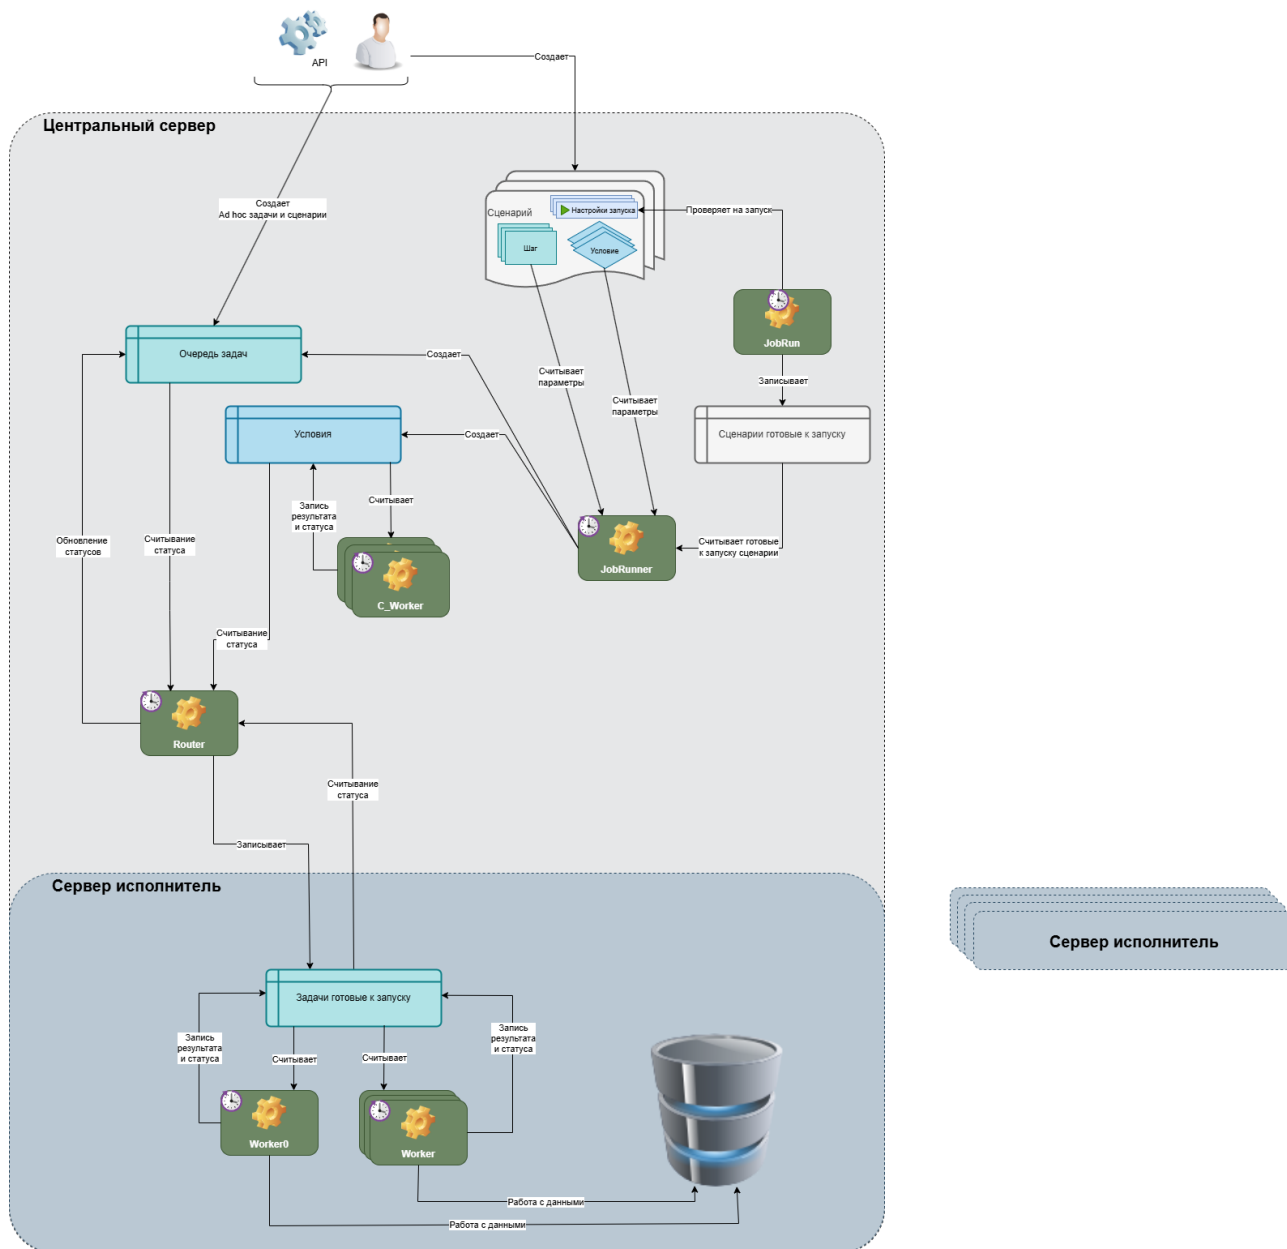 API
Создает
Центральный сервер
Создает
Ad hoc задачи и сценарии
Сценарий
Настройки запуска
Проверяет на запуск
Шаг
Условие
JobRun
Очередь задач
Создает
Считывает
параметры
Записывает
Считывает
параметры
Условия
Создает
Сценарии готовые к запуску
Запись
результата
и статуса
Считывает
Обновление
статусов
Считывание
статуса
Считывает готовые
к запуску сценарии
JobRunner
C_Worker
Считывание
статуса
Router
Считывание
статуса
Записывает
Сервер исполнитель
Сервер исполнитель
Задачи готовые к запуску
Запись
результата
и статуса
Считывает
Считывает
Запись
результата
и статуса
Worker0
Worker
Работа с данными
Работа с данными